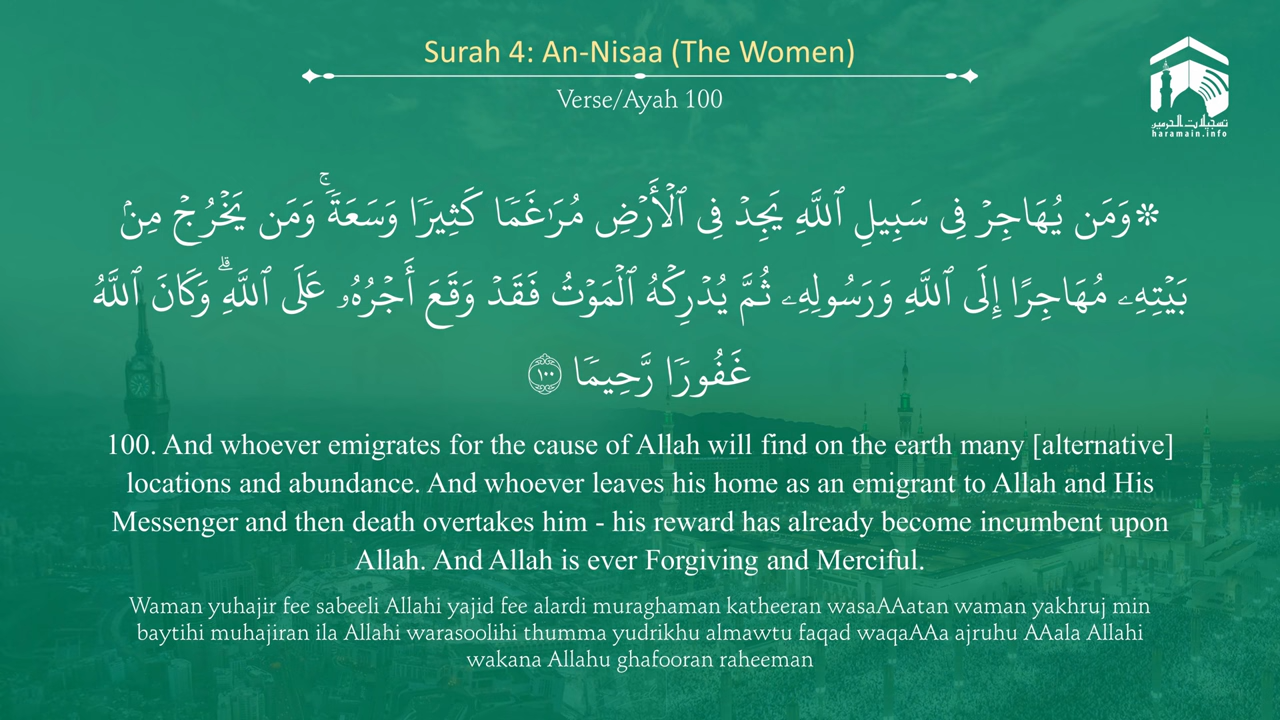 Surah 4: An-Nisaa (The Women)
Verse/Ayah 100
تسجيلات الحرمين
haramain.info
۞وَمَن يُهَاجِرۡ فِي سَبِيلِ ٱللَّهِ يَجِدۡ فِي ٱلۡأَرۡضِ مُرَٰغَمٗا كَثِيرٗا وَسَعَةٗۚ وَمَن يَخۡرُجۡ مِنۢ
بَيۡتِهِۦ مُهَاجِرًا إِلَى ٱللَّهِ وَرَسُولِهِۦ ثُمَّ يُدۡرِكۡهُ ٱلۡمَوۡتُ فَقَدۡ وَقَعَ أَجۡرُهُۥ عَلَى ٱللَّهِۗ وَكَانَ ٱللَّهُ
غَفُورٗا رَّحِيمٗا ١٠٠
100. And whoever emigrates for the cause of Allah will find on the earth many [alternative]
locations and abundance. And whoever leaves his home as an emigrant to Allah and His
Messenger and then death overtakes him - his reward has already become incumbent upon
Allah. And Allah is ever Forgiving and Merciful.
Waman yuhajir fee sabeeli Allahi yajid fee alardi muraghaman katheeran wasaAAatan waman yakhruj min
baytihi muhajiran ila Allahi warasoolihi thumma yudrikhu almawtu faqad waqaAAa ajruhu AAala Allahi
wakana Allahu ghafooran raheeman